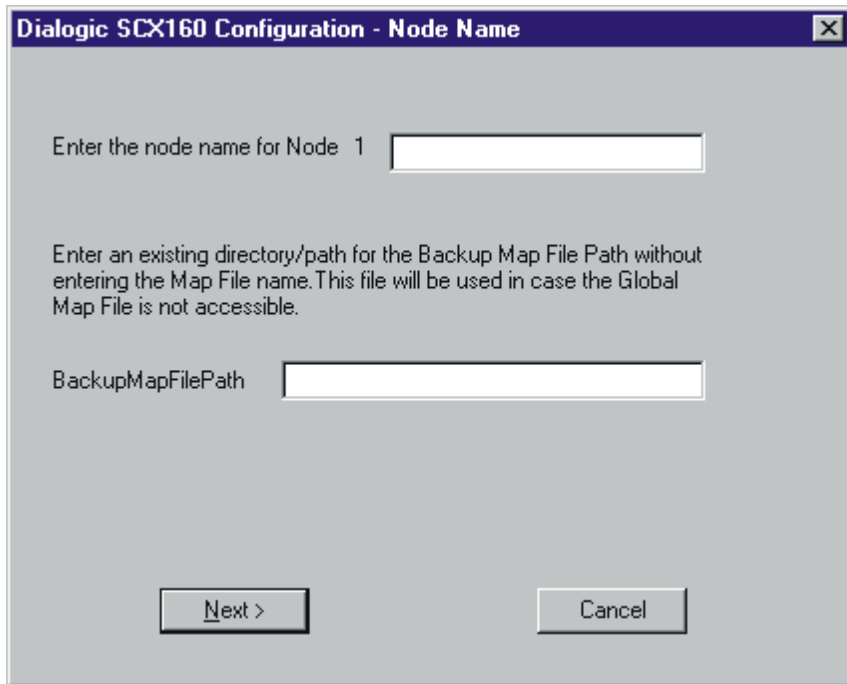 Dialogic SCX160 Configuration - Node Name
Enter the node name for Node 1
Enter an existing directory/path for the Backup Map File Path without
entering the Map File name.This file will be used in case the Global
Map File is not accessible.
BackupMapFilePath
Next >
Cancel